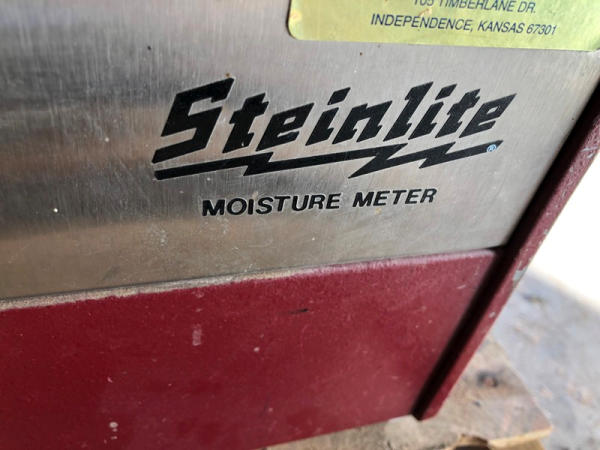 105 TIMBERLANE DR.
INDEPENDENCE, KANSAS 67301
Steinlite®
MOISTURE METER